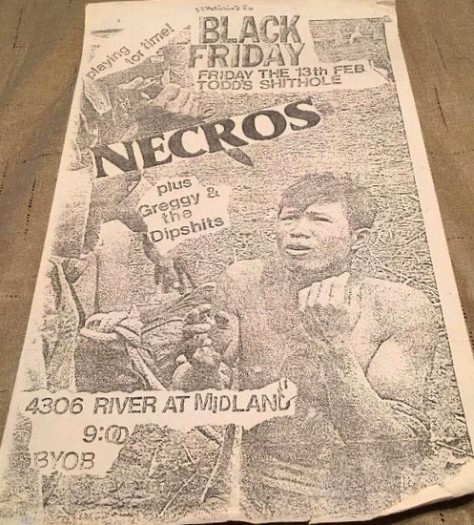 playing
for time!
BLACK
FRIDAY
FRIDAY THE 13th FEB
TODDS SHITHOLE
NECROS
plus
Greggy &
the
Dipshits
4306 RIVER AT MIDLAND
9:00
BYOB